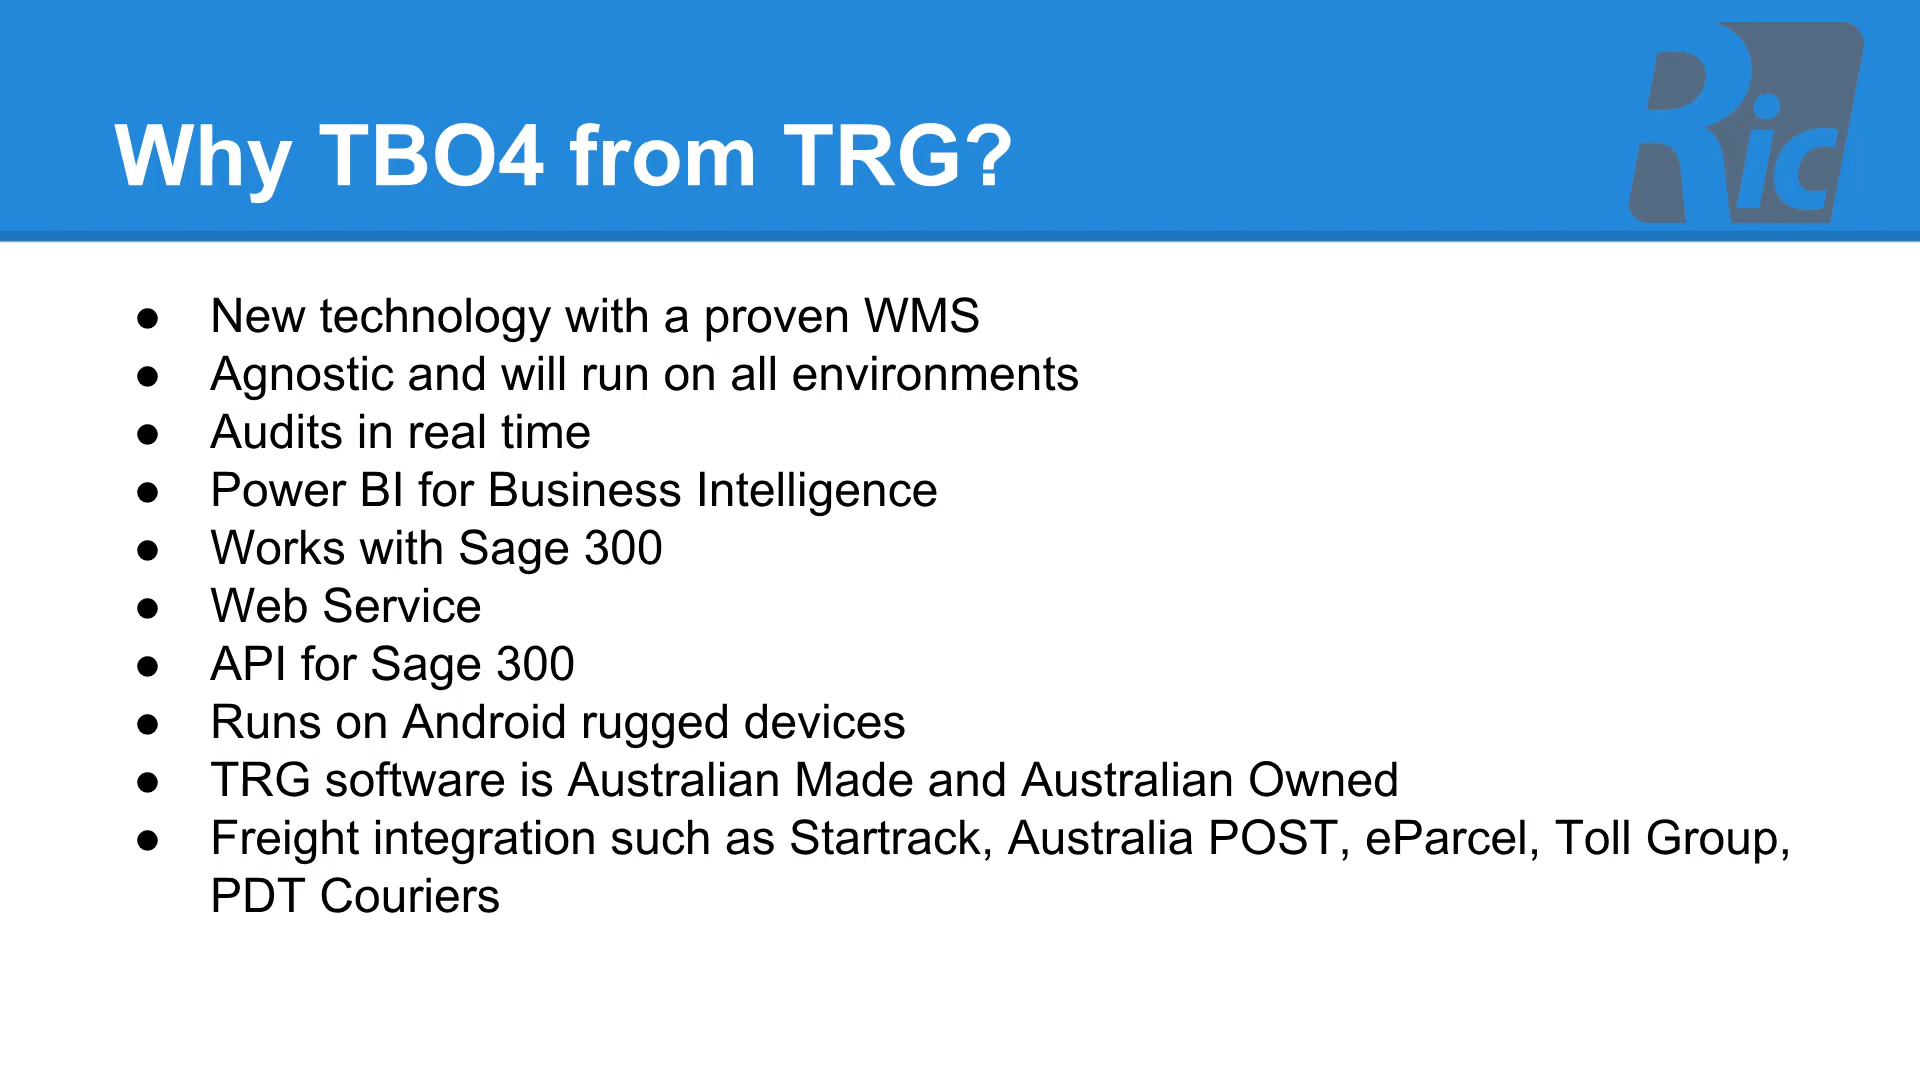 Ric
Why TBO4 from TRG?
● New technology with a proven WMS
● Agnostic and will run on all environments
● Audits in real time
● Power BI for Business Intelligence
● Works with Sage 300
● Web Service
● API for Sage 300
● Runs on Android rugged devices
● TRG software is Australian Made and Australian Owned
● Freight integration such as Startrack, Australia POST, eParcel, Toll Group,
PDT Couriers